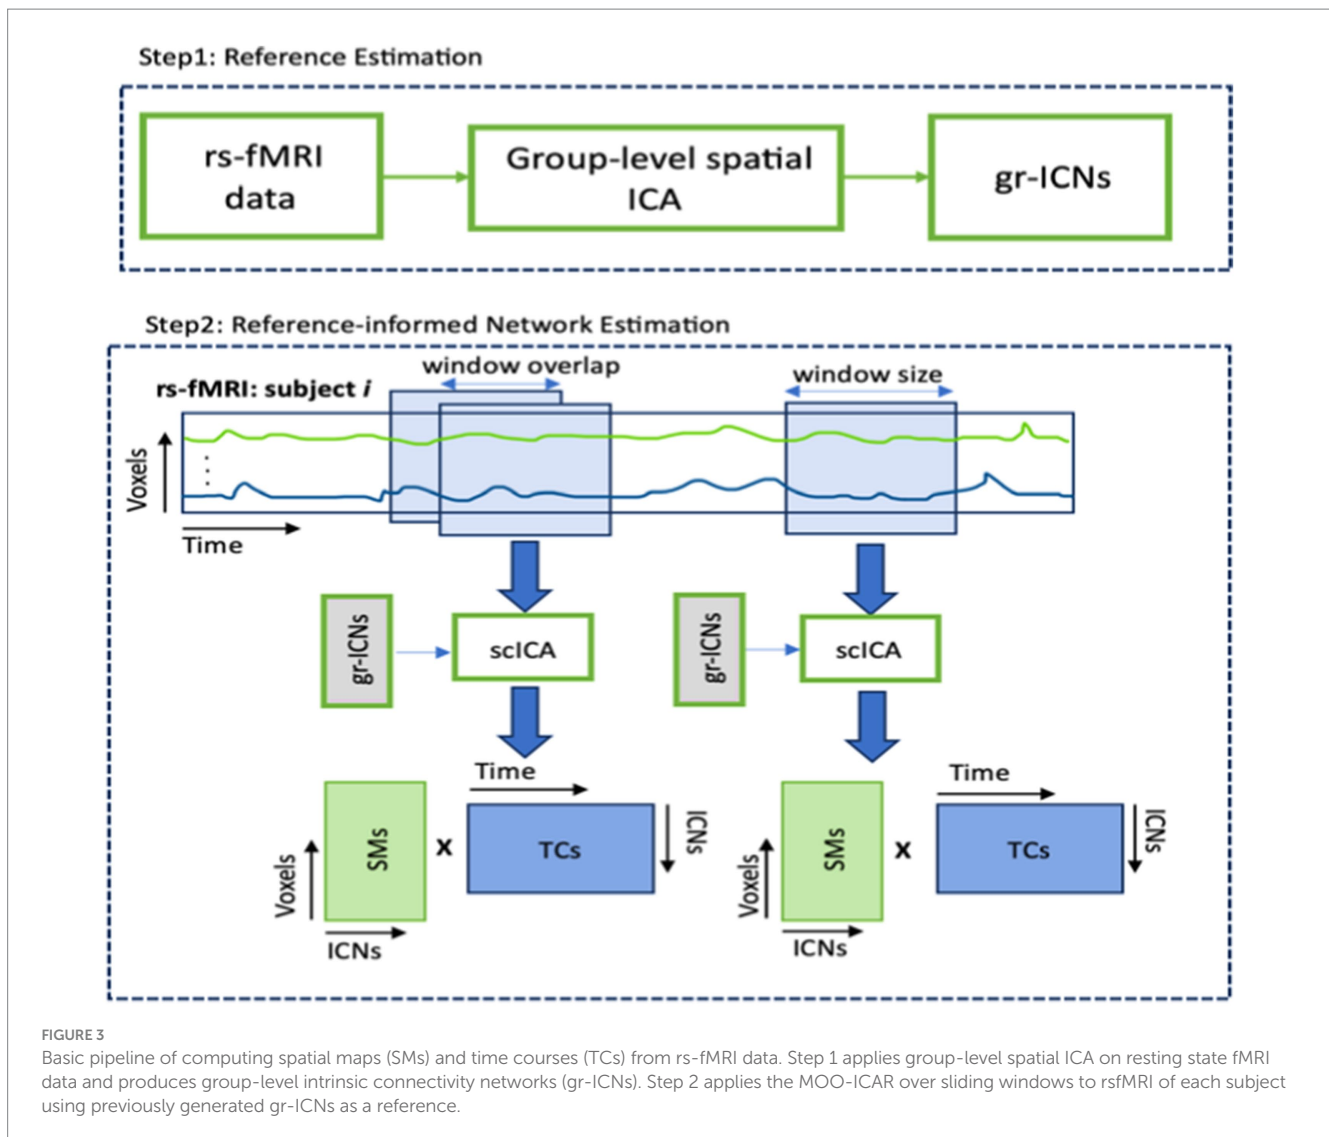 Step1: Reference Estimation
rs-fMRI
data
Group-level spatial
ICA
gr-ICNs
Step2: Reference-informed Network Estimation
window overlap
window size
rs-fMRI: subject i
Voxels
Time
gr-ICNs
scICA
gr-ICNs
scICA
Time
Time
SMs
x
TCs
ICNs
Voxels
ICNs
SMs
x
TCs
ICNs
Voxels
ICNs
FIGURE 3
Basic pipeline of computing spatial maps (SMs) and time courses (TCs) from rs-fMRI data. Step 1 applies group-level spatial ICA on resting state fMRI
data and produces group-level intrinsic connectivity networks (gr-ICNs). Step 2 applies the MOO-ICAR over sliding windows to rsfMRI of each subject
using previously generated gr-ICNs as a reference.